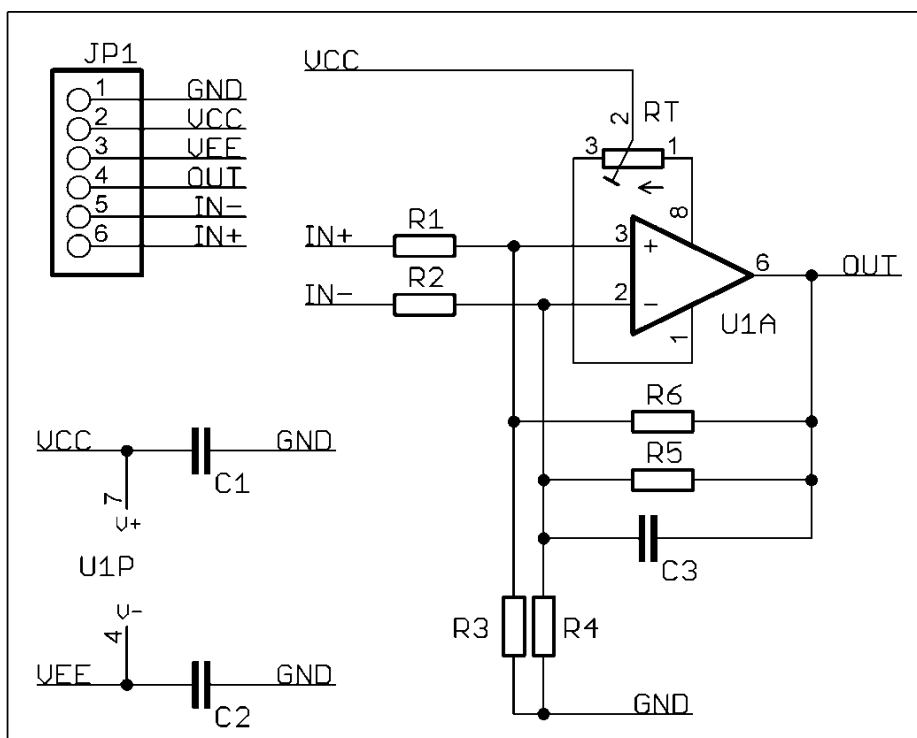 JP1
1 GND
2 VCC
3 VEE
4 OUT
5 IN-
6 IN+
VCC
2 RT
3 1
8
IN+ R1 3 + 6 OUT
IN- R2 2 - U1A
1
R6
R5
C3
R3 R4
GND
VCC GND
C1
7
V+
U1P
V-
4
VEE GND
C2